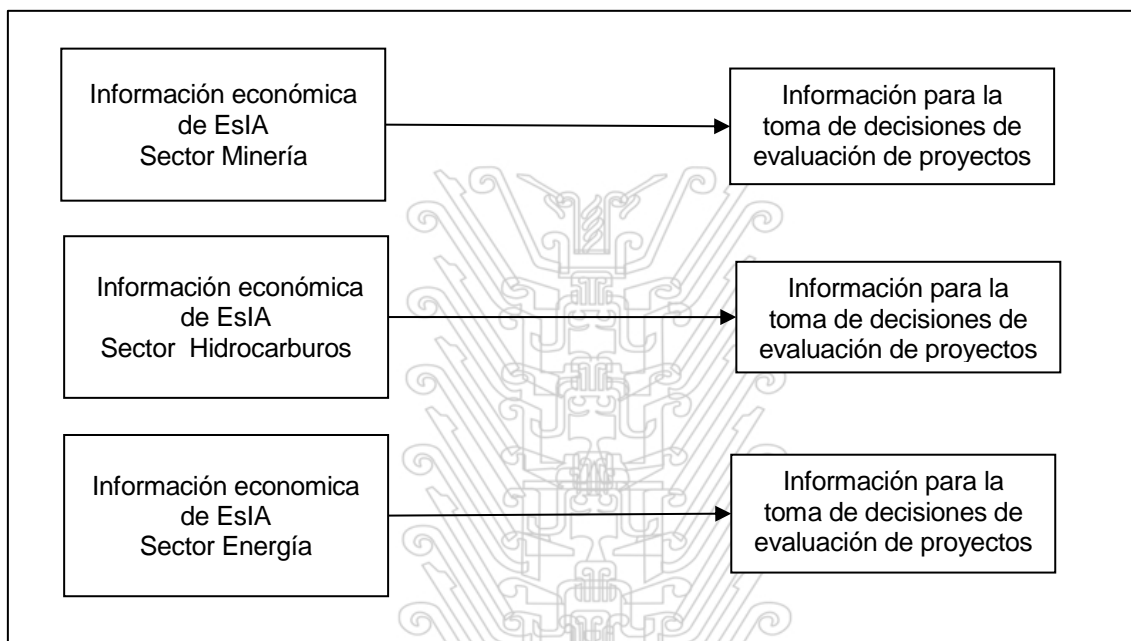 Información económica
de EsIA
Sector Minería
Información para la
toma de decisiones de
evaluación de proyectos
Información económica
de EsIA
Sector Hidrocarburos
Información para la
toma de decisiones de
evaluación de proyectos
Información economica
de EsIA
Sector Energía
Información para la
toma de decisiones de
evaluación de proyectos